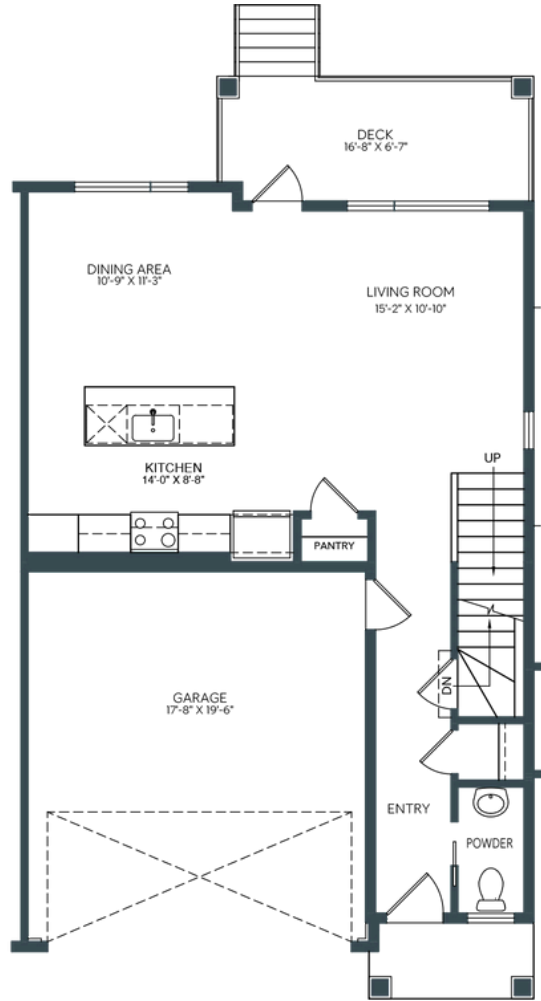 DECK
16'-8" X 6'-7"
DINING AREA
10'-9" X 11'-3"
LIVING ROOM
15'-2" X 10'-10"
KITCHEN
14'-0" X 8'-8"
UP
PANTRY
DN
GARAGE
17'-8" X 19'-6"
ENTRY
POWDER